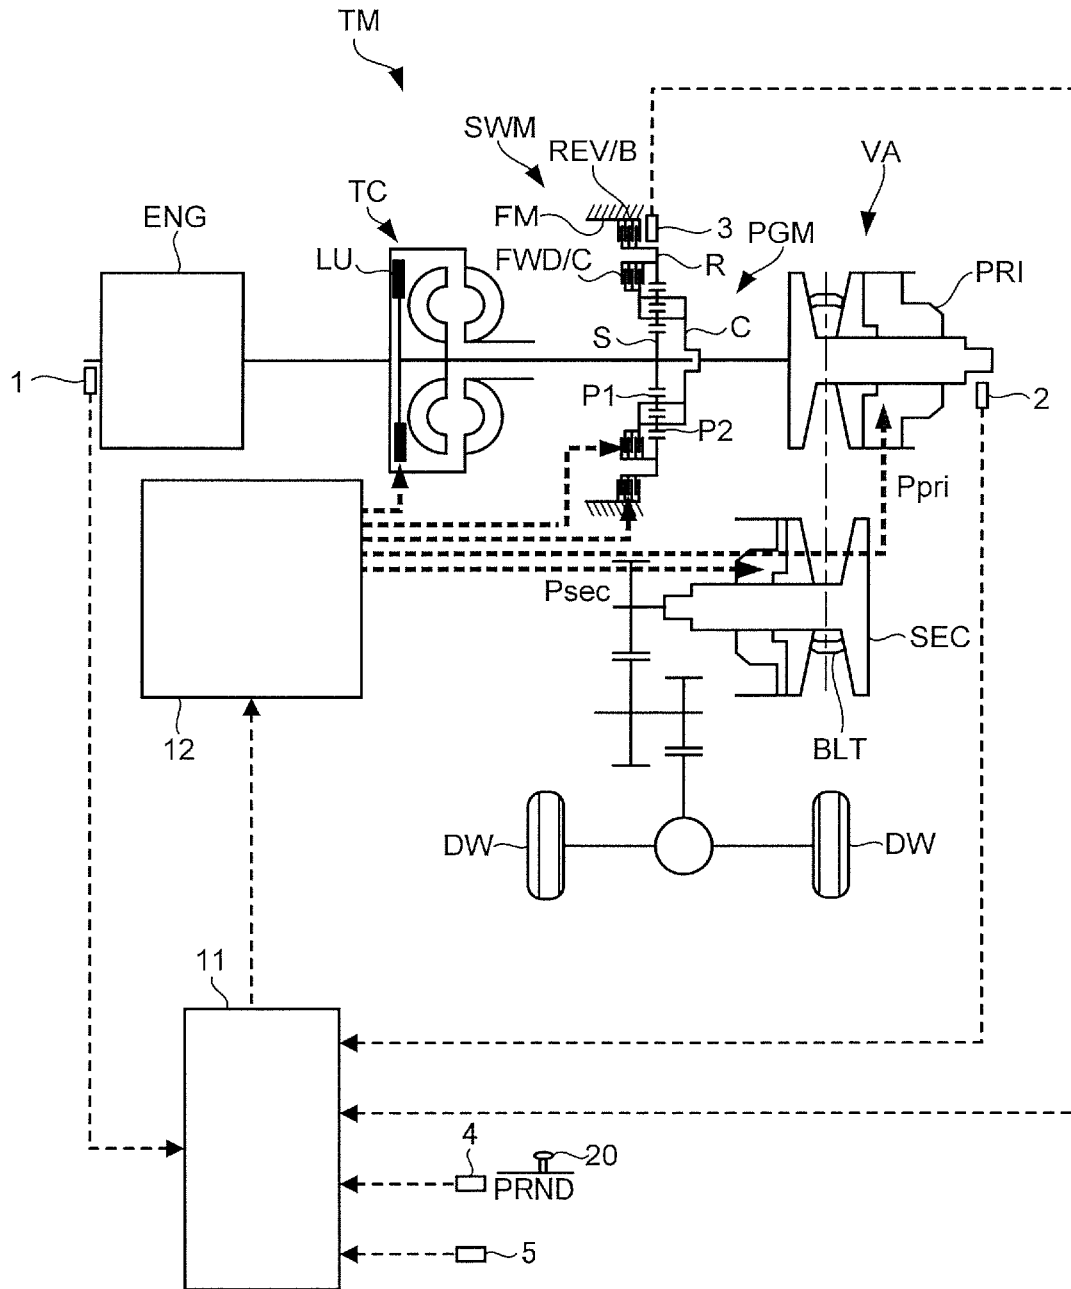 TM
SWM
REV/B
VA
TC
ENG
FM
3
PGM
LU
FWD/C
R
PRI
S
C
1
P1
2
P2
Ppri
Psec
SEC
12
BLT
DW
DW
11
4
20
PRND
5